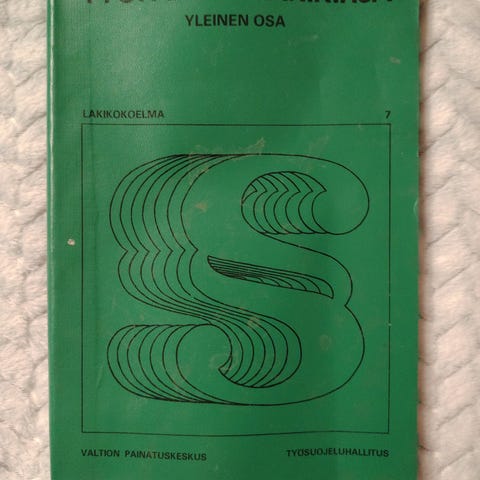 YLEINEN OSA
LAKIKOKOELMA 7
§
VALTION PAINATUSKESKUS TYÖSUOJELUHALLITUS